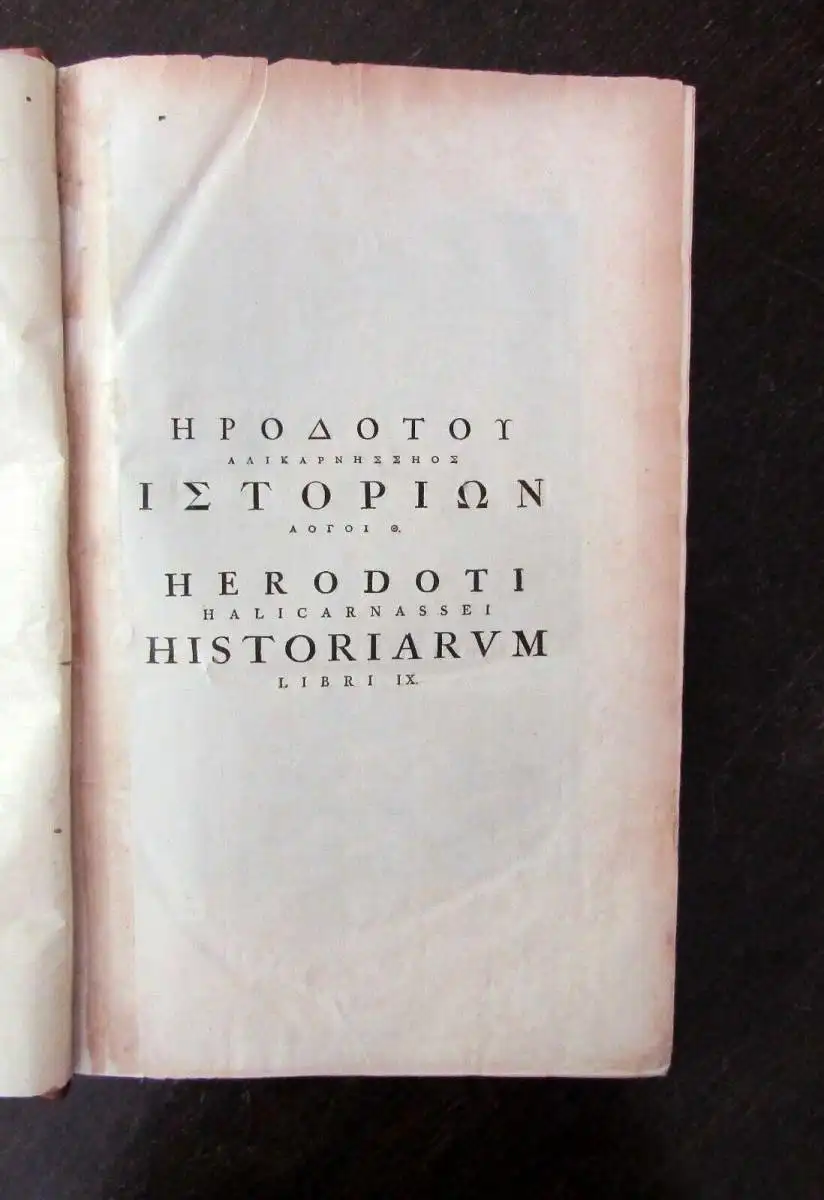 ΗΡΟΔΟΤΟΥ
ΑΛΙΚΑΡΝΗΣΣΗΟΣ
ΙΣΤΟΡΙΩΝ
ΛΟΓΟΙ Θ.
HERODOTI
HALICARNASSEI
HISTORIARVM
LIBRI IX.